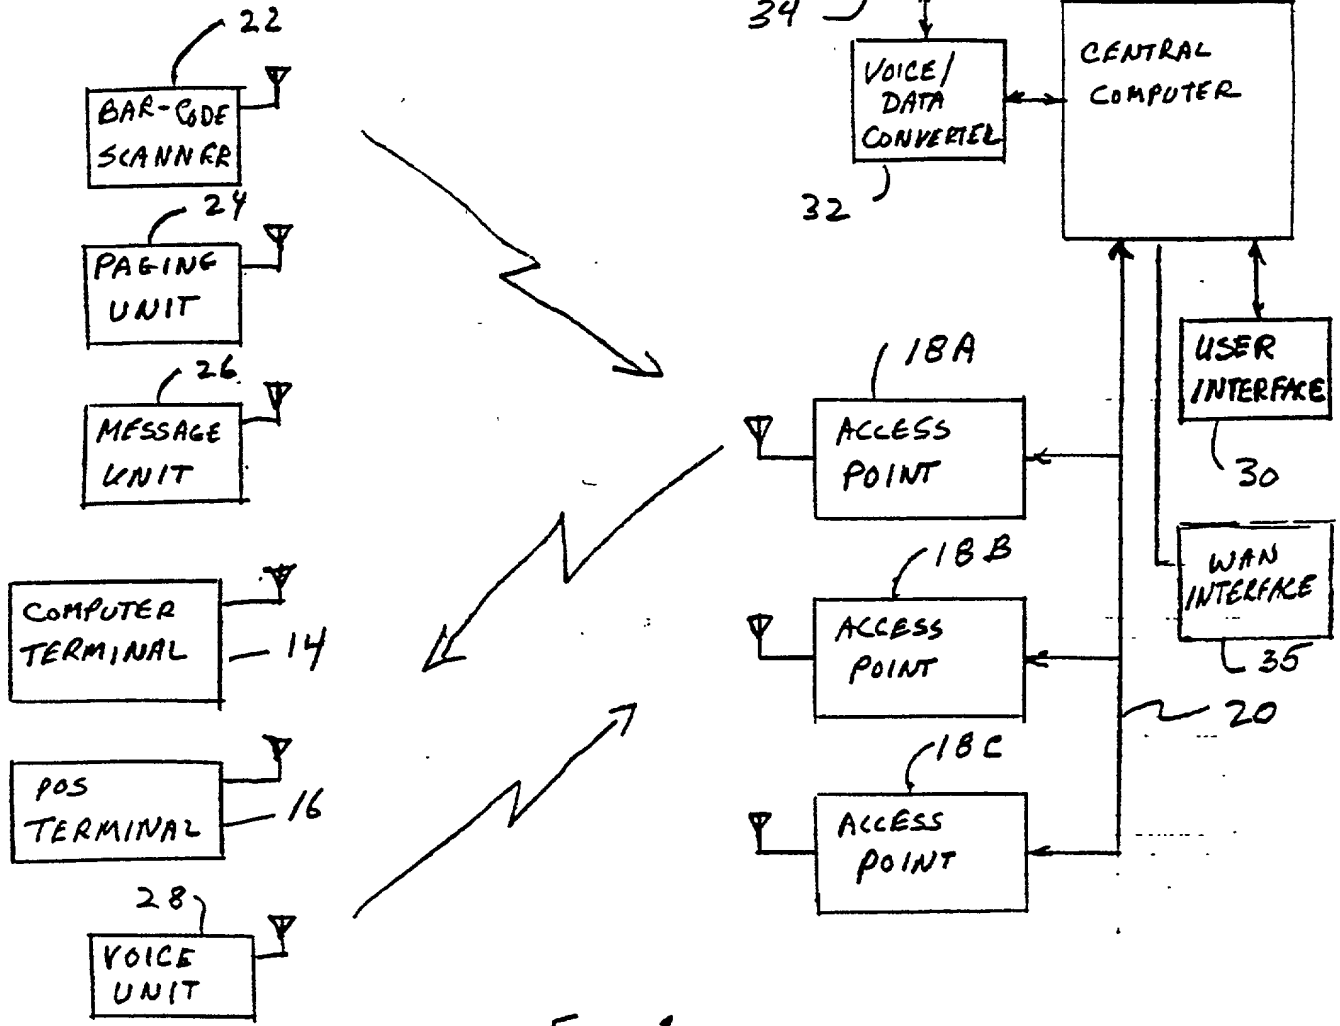 22
BAR-CODE
SCANNER
24
PAGING
UNIT
26
MESSAGE
UNIT
COMPUTER
TERMINAL
14
POS
TERMINAL
16
28
VOICE
UNIT
34
VOICE/
DATA
CONVERTER
32
CENTRAL
COMPUTER
USER
INTERFACE
30
WAN
INTERFACE
35
20
18A
ACCESS
POINT
18B
ACCESS
POINT
18C
ACCESS
POINT